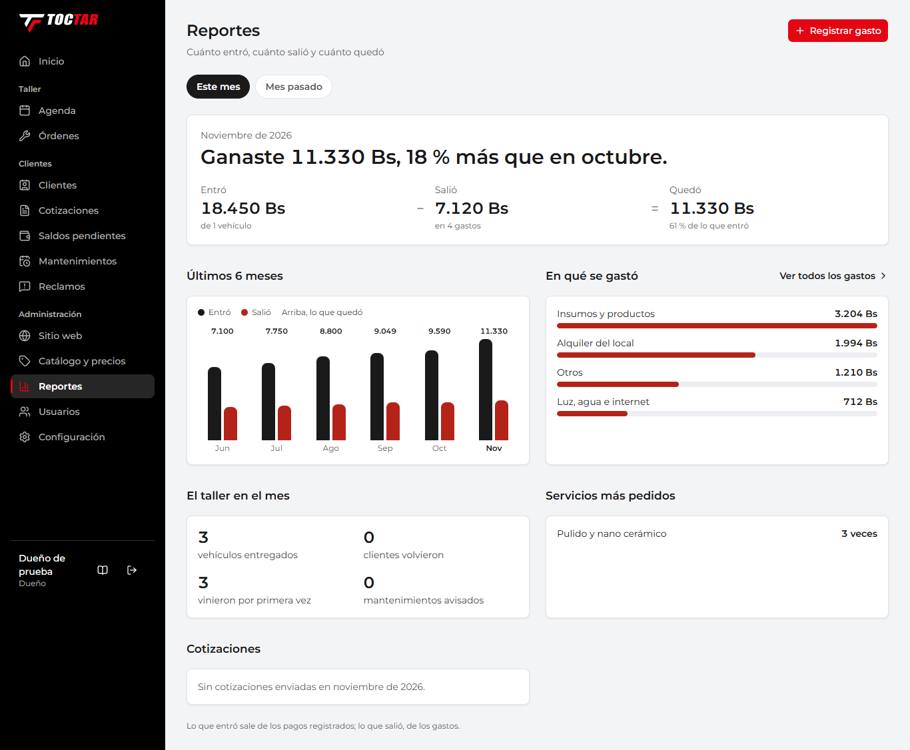 TOCTAR
Inicio
Taller
Agenda
Órdenes
Clientes
Clientes
Cotizaciones
Saldos pendientes
Mantenimientos
Reclamos
Administración
Sitio web
Catálogo y precios
Reportes
Usuarios
Configuración
Dueño de
prueba
Dueño
Reportes
+ Registrar gasto
Cuánto entró, cuánto salió y cuánto quedó
Este mes Mes pasado
Noviembre de 2026
Ganaste 11.330 Bs, 18 % más que en octubre.
Entró Salió Quedó
18.450 Bs – 7.120 Bs = 11.330 Bs
de 1 vehículo en 4 gastos 61 % de lo que entró
Últimos 6 meses
Entró Salió Arriba, lo que quedó
7.100 7.750 8.800 9.049 9.590 11.330
Jun Jul Ago Sep Oct Nov
En qué se gastó Ver todos los gastos >
Insumos y productos 3.204 Bs
Alquiler del local 1.994 Bs
Otros 1.210 Bs
Luz, agua e internet 712 Bs
El taller en el mes
3 0
vehículos entregados clientes volvieron
3 0
vinieron por primera vez mantenimientos avisados
Servicios más pedidos
Pulido y nano cerámico 3 veces
Cotizaciones
Sin cotizaciones enviadas en noviembre de 2026.
Lo que entró sale de los pagos registrados; lo que salió, de los gastos.